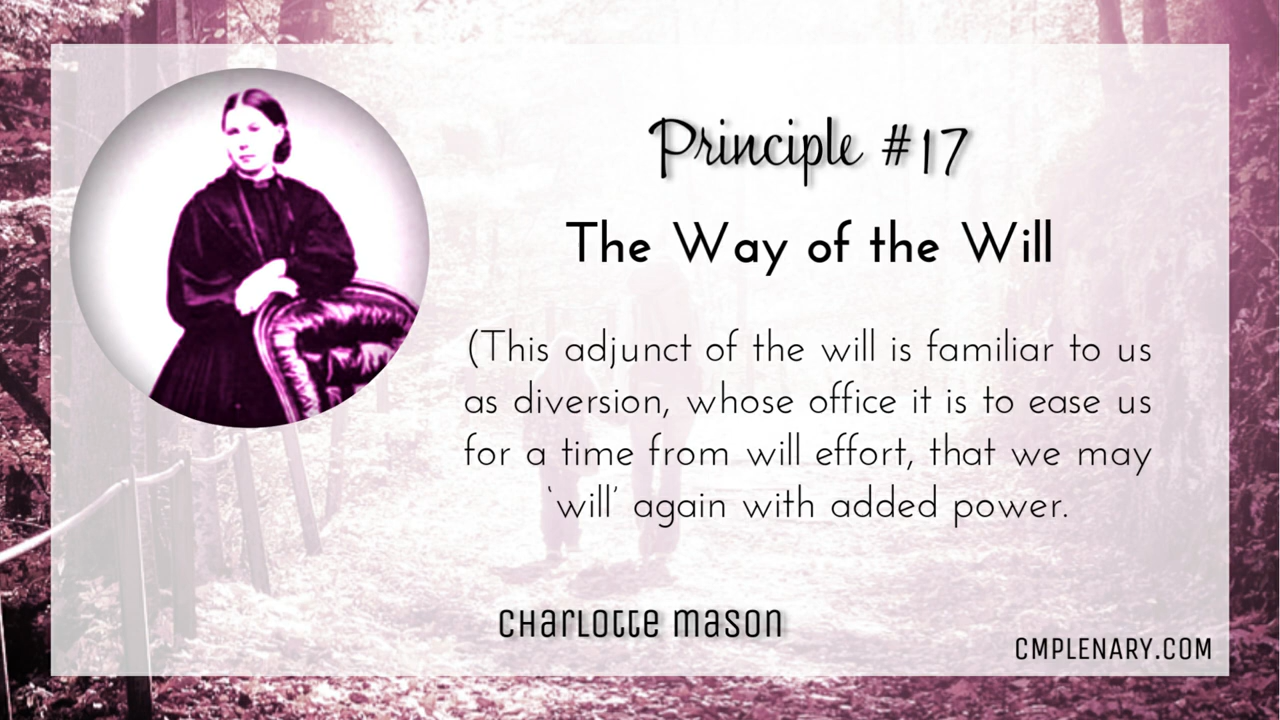 Principle #17
The Way of the Will
(This adjunct of the will is familiar to us
as diversion, whose office it is to ease us
for a time from will effort, that we may
‘will’ again with added power.
Charlotte Mason
CMPLENARY.COM